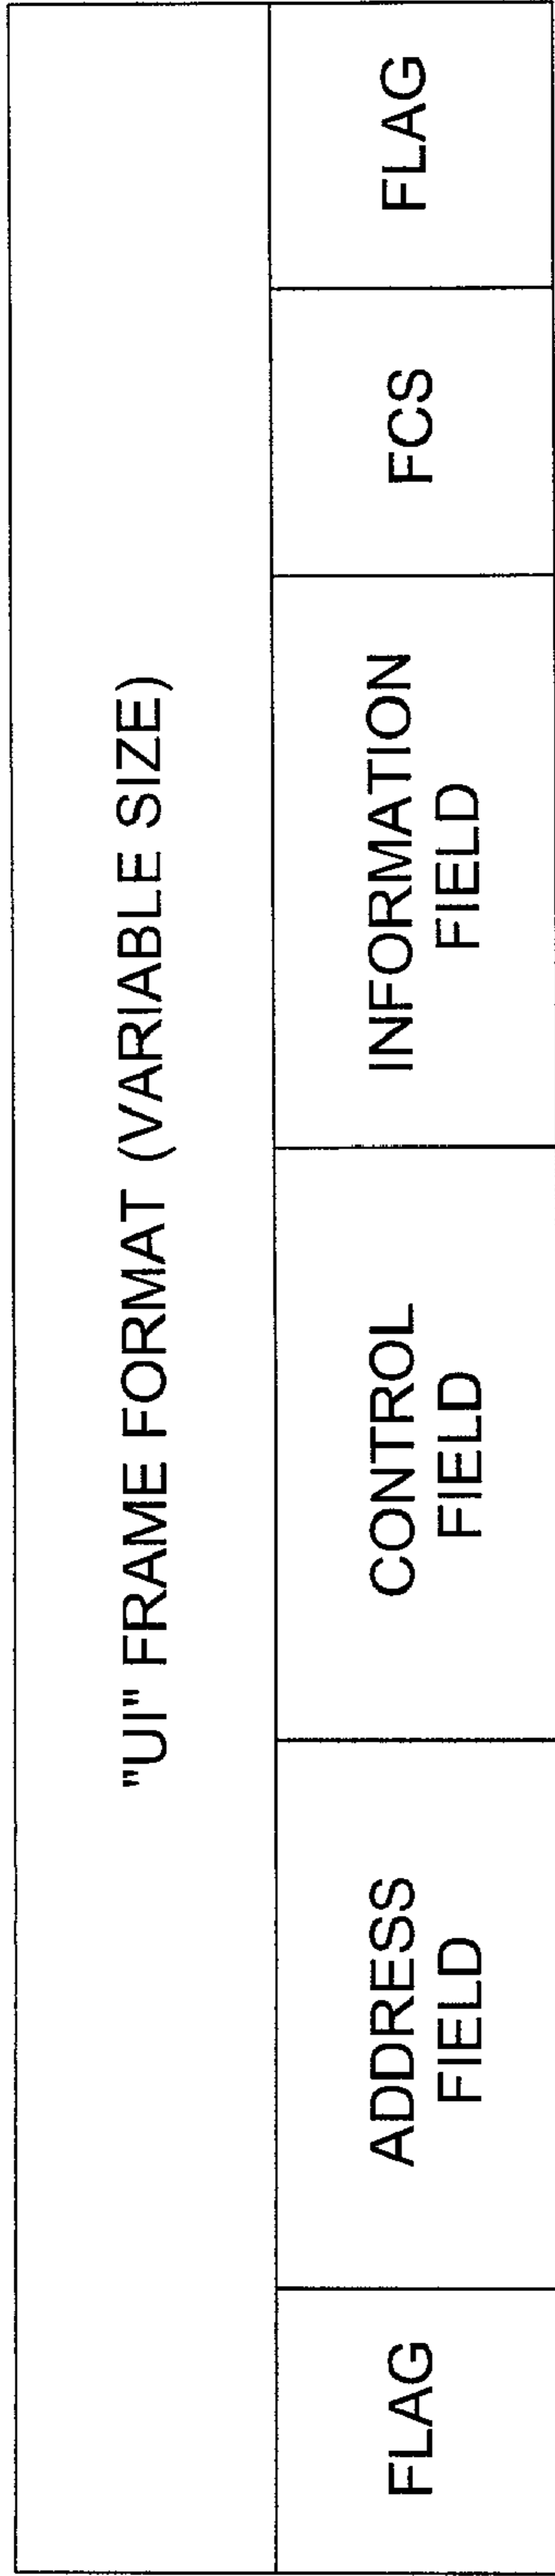 "UI" FRAME FORMAT (VARIABLE SIZE)
FLAG
ADDRESS
FIELD
CONTROL
FIELD
INFORMATION
FIELD
FCS
FLAG